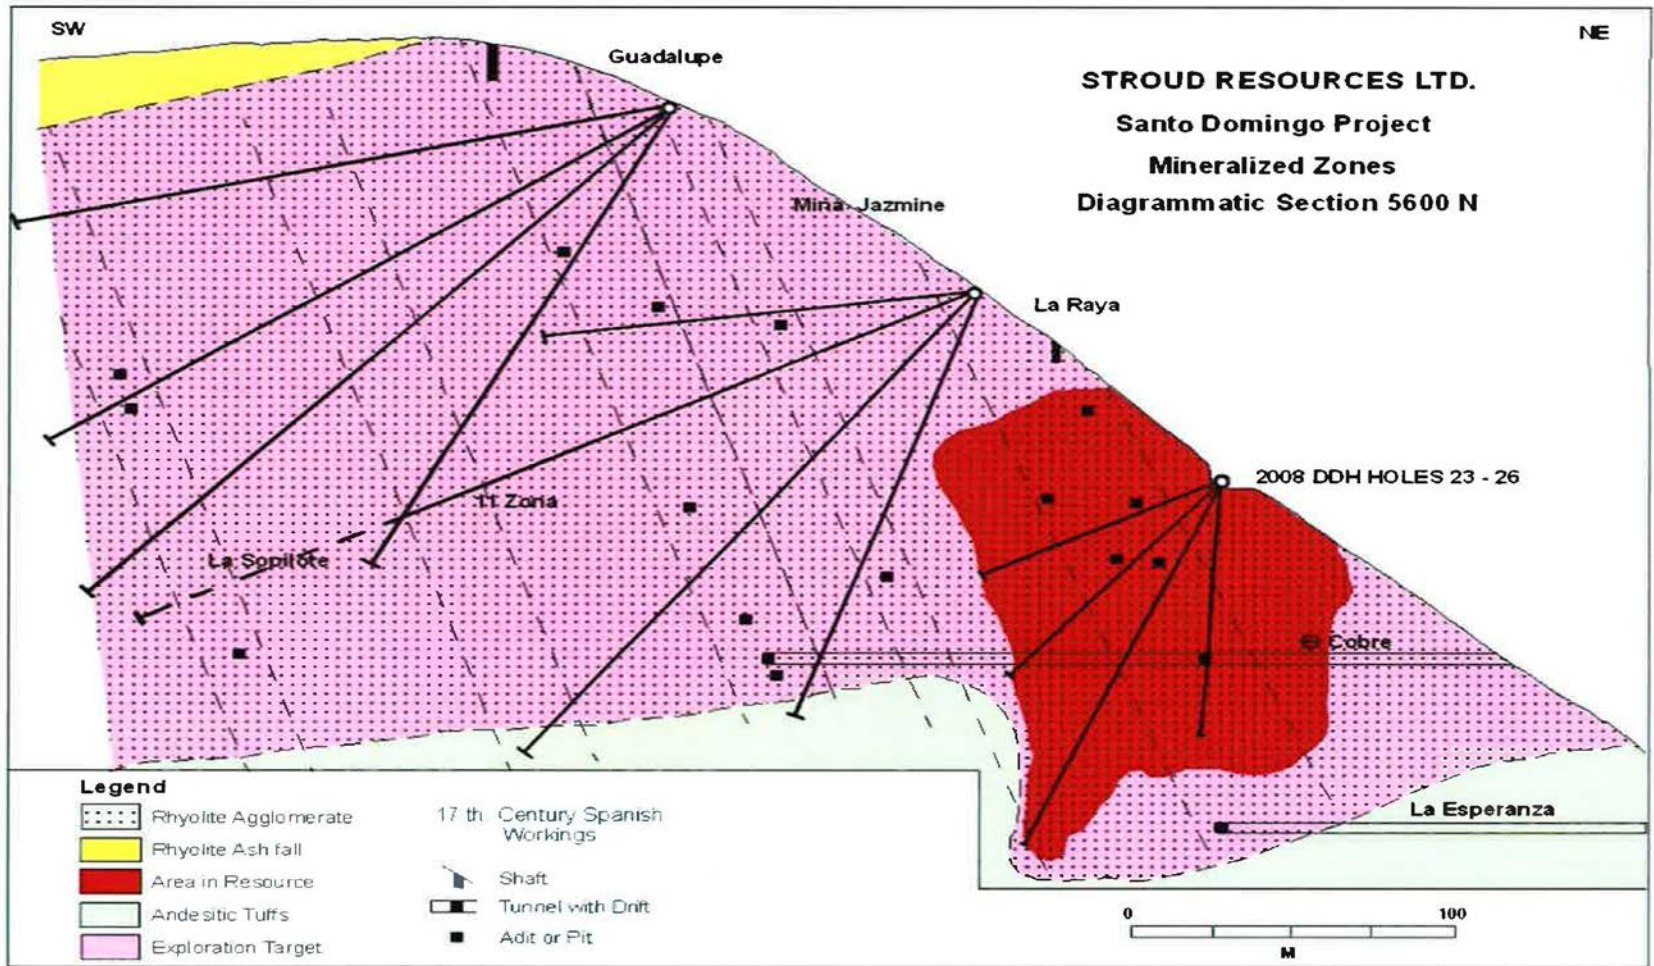 SW
NE
Guadalupe
STROUD RESOURCES LTD.
Santo Domingo Project
Mineralized Zones
Diagrammatic Section 5600 N
Mina Jazmine
La Raya
2008 DDH HOLES 23 - 26
11 Zona
La Sopilote
Cobre
La Esperanza
Legend
Rhyolite Agglomerate
Rhyolite Ash fall
Area in Resource
Andesitic Tuffs
Exploration Target
17 th Century Spanish
Workings
Shaft
Tunnel with Drift
Adit or Pit
0 100
M